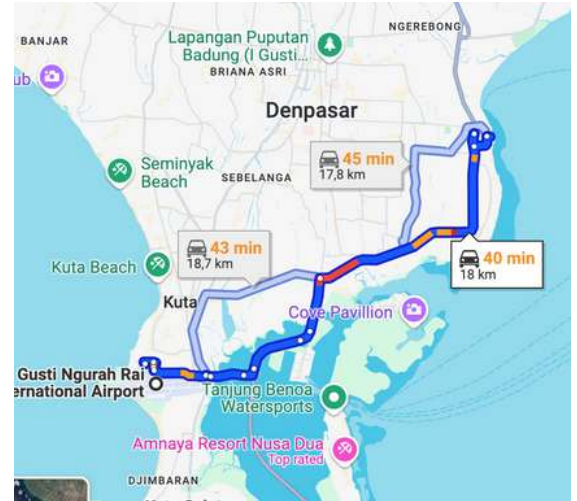 BANJAR
NGEREBONG
Lapangan Puputan
Badung (I Gusti...
BRIANA ASRI
ub
Denpasar
45 min
17,8 km
Seminyak
Beach
SEBELANGA
43 min
18,7 km
40 min
18 km
Kuta Beach
Kuta
Cove Pavillion
Gusti Ngurah Rai
ernational Airport
Tanjung Benoa
Watersports
Amnaya Resort Nusa Dua
Top rated
DJIMBARAN